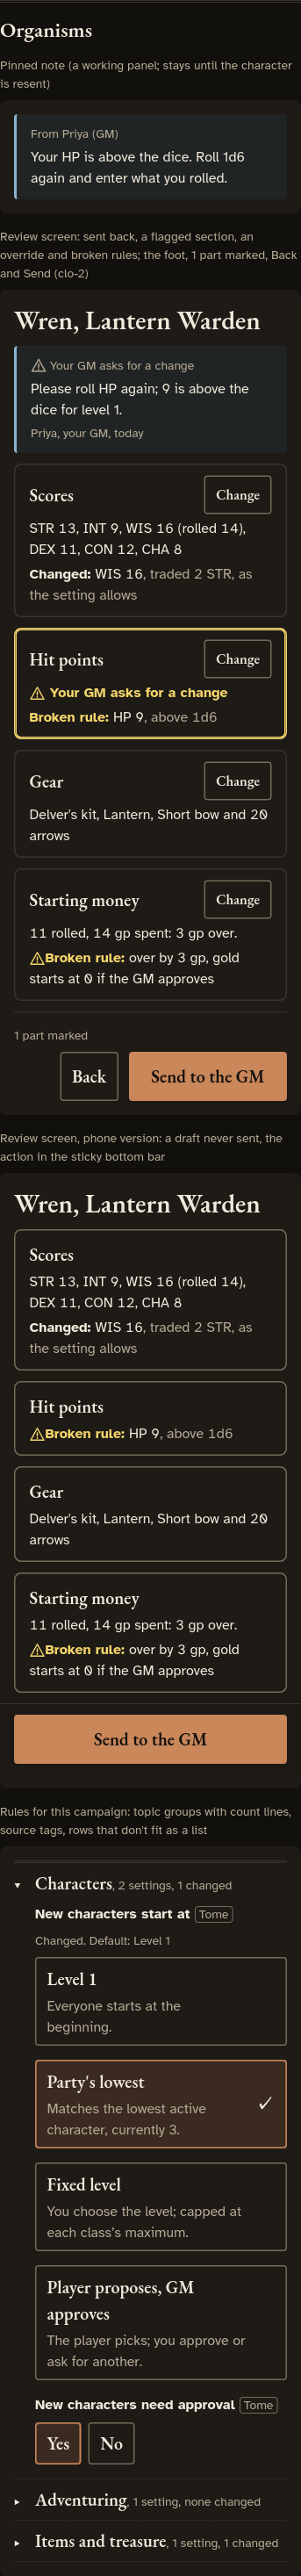 Organisms
Pinned note (a working panel; stays until the character
is resent)
From Priya (GM)
Your HP is above the dice. Roll 1d6
again and enter what you rolled.
Review screen: sent back, a flagged section, an
override and broken rules; the foot, 1 part marked, Back
and Send (clo-2)
Wren, Lantern Warden
Your GM asks for a change
Please roll HP again; 9 is above the
dice for level 1.
Priya, your GM, today
Scores
Change
STR 13, INT 9, WIS 16 (rolled 14),
DEX 11, CON 12, CHA 8
Changed: WIS 16, traded 2 STR, as
the setting allows
Hit points
Change
Your GM asks for a change
Broken rule: HP 9, above 1d6
Gear
Change
Delver's kit, Lantern, Short bow and 20
arrows
Starting money
Change
11 rolled, 14 gp spent: 3 gp over.
Broken rule: over by 3 gp, gold
starts at 0 if the GM approves
1 part marked
Back
Send to the GM
Review screen, phone version: a draft never sent, the
action in the sticky bottom bar
Wren, Lantern Warden
Scores
STR 13, INT 9, WIS 16 (rolled 14),
DEX 11, CON 12, CHA 8
Changed: WIS 16, traded 2 STR, as
the setting allows
Hit points
Broken rule: HP 9, above 1d6
Gear
Delver's kit, Lantern, Short bow and 20
arrows
Starting money
11 rolled, 14 gp spent: 3 gp over.
Broken rule: over by 3 gp, gold
starts at 0 if the GM approves
Send to the GM
Rules for this campaign: topic groups with count lines,
source tags, rows that don't fit as a list
Characters, 2 settings, 1 changed
New characters start at Tome
Changed. Default: Level 1
Level 1
Everyone starts at the
beginning.
Party's lowest
Matches the lowest active
character, currently 3.
✓
Fixed level
You choose the level; capped at
each class's maximum.
Player proposes, GM
approves
The player picks; you approve or
ask for another.
New characters need approval Tome
Yes
No
Adventuring, 1 setting, none changed
Items and treasure, 1 setting, 1 changed